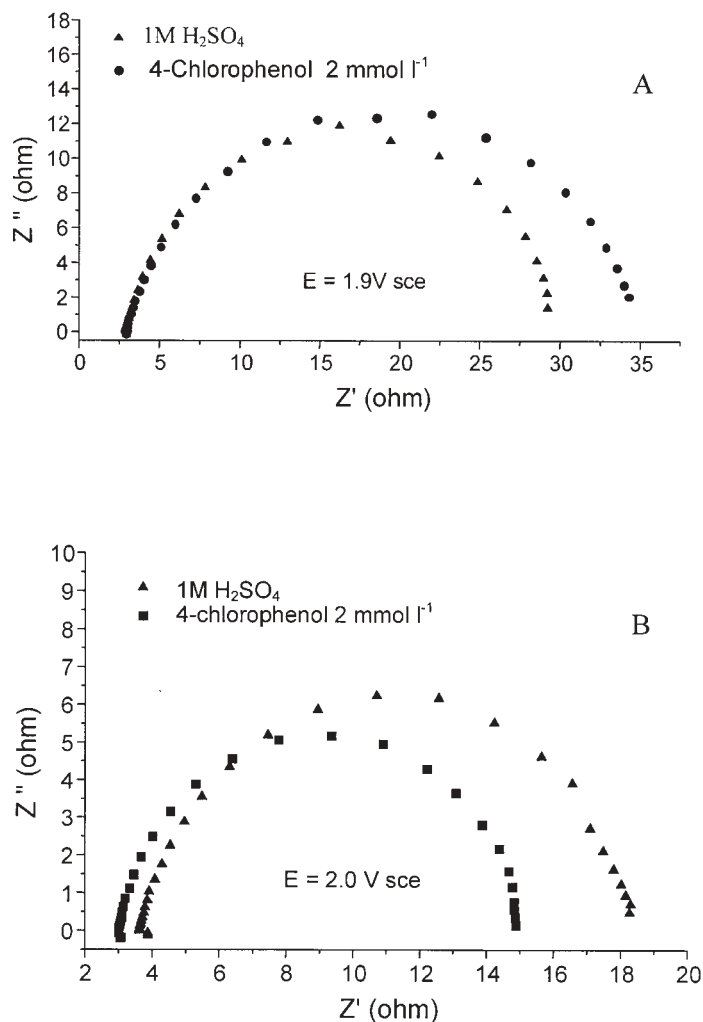 18
16
14
12
10
8
6
4
2
0
Z '' (ohm)
▲ 1M H₂SO₄
● 4-Chlorophenol 2 mmol l⁻¹
A
E = 1.9V sce
0 5 10 15 20 25 30 35
Z' (ohm)
10
9
8
7
6
5
4
3
2
1
0
Z '' (ohm)
▲ 1M H₂SO₄
■ 4-chlorophenol 2 mmol l⁻¹
B
E = 2.0 V sce
2 4 6 8 10 12 14 16 18 20
Z' (ohm)